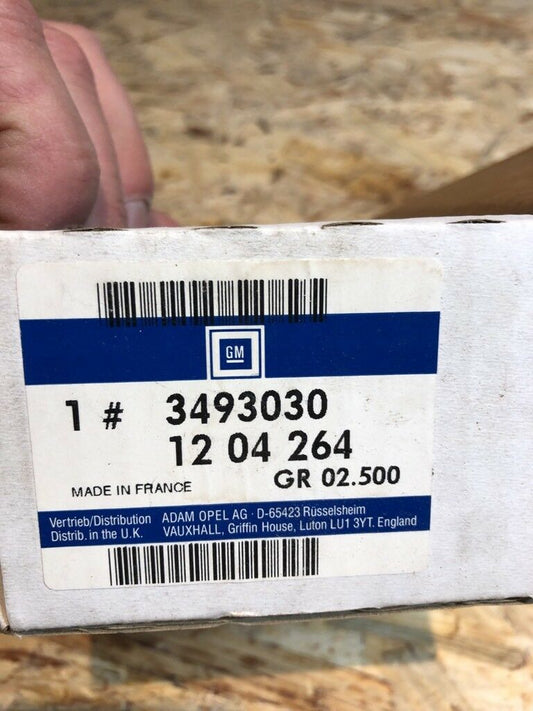 GM
1 # 3493030
12 04 264
GR 02.500
MADE IN FRANCE
Vertrieb/Distribution ADAM OPEL AG · D-65423 Rüsselsheim
Distrib. in the U.K. VAUXHALL, Griffin House, Luton LU1 3YT. England